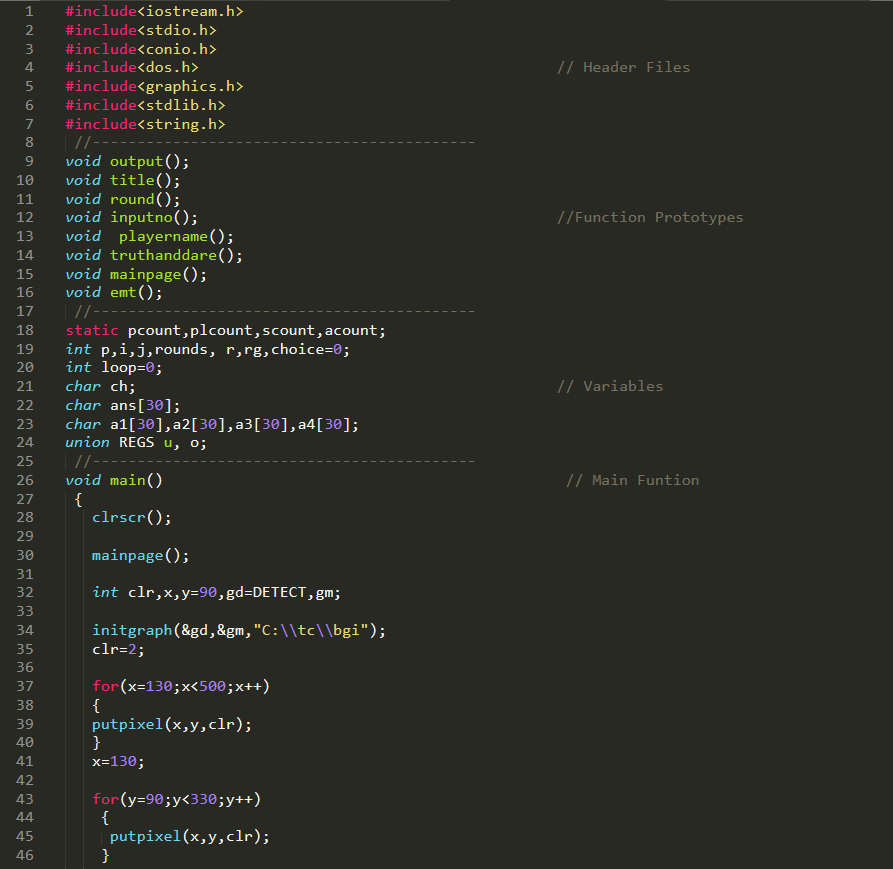 1 #include<iostream.h>
2 #include<stdio.h>
3 #include<conio.h>
4 #include<dos.h> // Header Files
5 #include<graphics.h>
6 #include<stdlib.h>
7 #include<string.h>
8 //-------------------------------------------
9 void output();
10 void title();
11 void round();
12 void inputno(); //Function Prototypes
13 void  playername();
14 void truthanddare();
15 void mainpage();
16 void emt();
17 //-------------------------------------------
18 static pcount,plcount,scount,acount;
19 int p,i,j,rounds, r,rg,choice=0;
20 int loop=0;
21 char ch; // Variables
22 char ans[30];
23 char a1[30],a2[30],a3[30],a4[30];
24 union REGS u, o;
25 //-------------------------------------------
26 void main() // Main Funtion
27 {
28 clrscr();
29
30 mainpage();
31
32 int clr,x,y=90,gd=DETECT,gm;
33
34 initgraph(&gd,&gm,"C:\\tc\\bgi");
35 clr=2;
36
37 for(x=130;x<500;x++)
38 {
39 putpixel(x,y,clr);
40 }
41 x=130;
42
43 for(y=90;y<330;y++)
44 {
45 putpixel(x,y,clr);
46 }